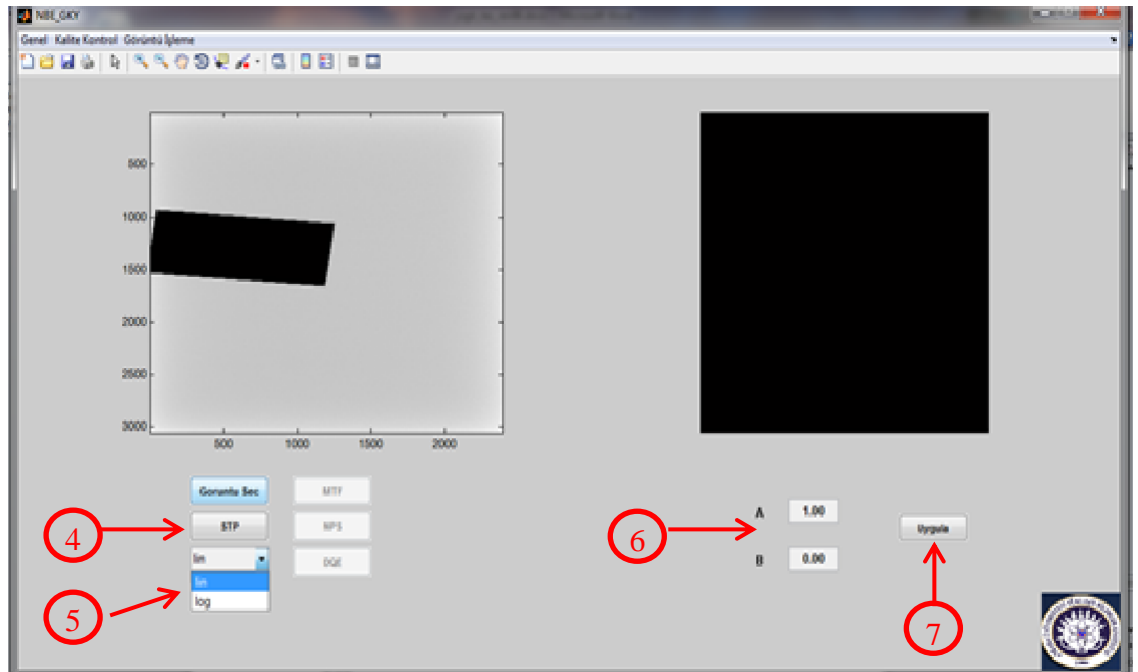 NBE_GKY
Genel Kalite Kontrol Görüntü İşleme
500
1000
1500
2000
2500
3000
500 1000 1500 2000
Goruntu Sec MTF
4 STP NPS
lin DQE
5 lin
log
6 A 1.00
B 0.00
Uygula
7